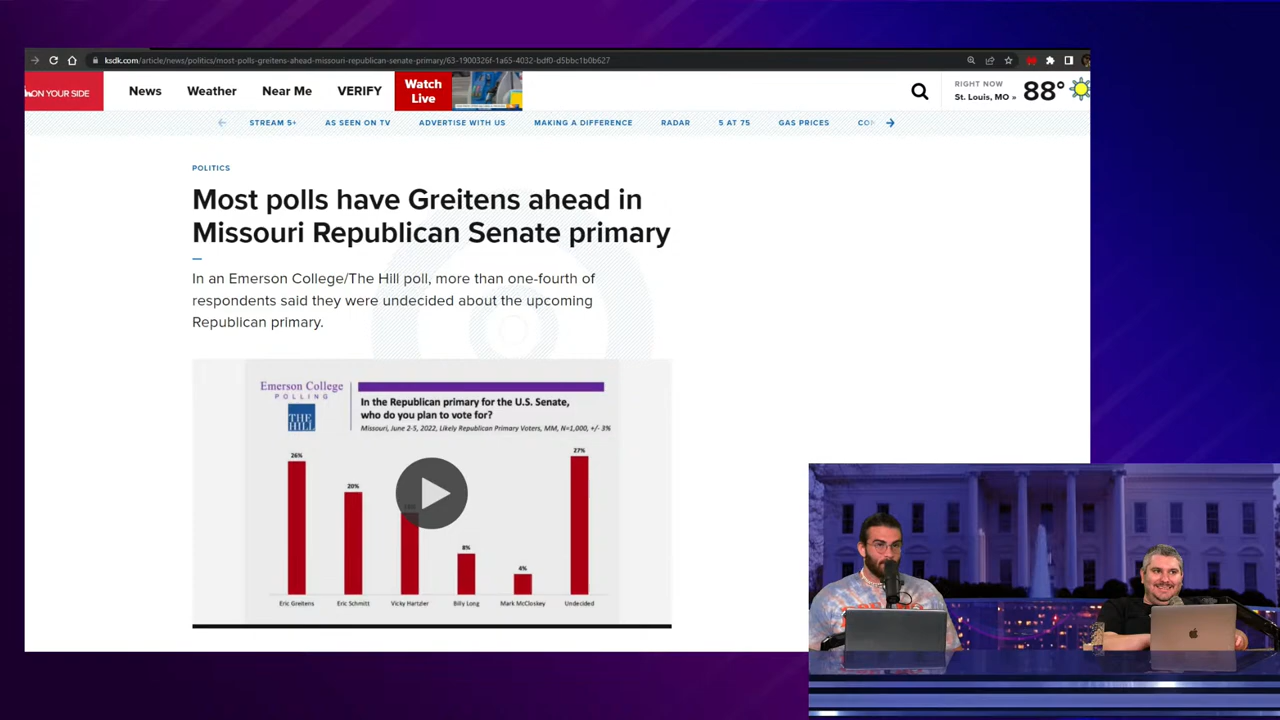 ksdk.com/article/news/politics/most-polls-greitens-ahead-missouri-republican-senate-primary/63-1900326f-1a65-4032-bdf0-d5bbc1b0b627
ON YOUR SIDE
News
Weather
Near Me
VERIFY
Watch
Live
RIGHT NOW
St. Louis, MO »
88°
STREAM 5+
AS SEEN ON TV
ADVERTISE WITH US
MAKING A DIFFERENCE
RADAR
5 AT 75
GAS PRICES
POLITICS
Most polls have Greitens ahead in
Missouri Republican Senate primary
In an Emerson College/The Hill poll, more than one-fourth of
respondents said they were undecided about the upcoming
Republican primary.
Emerson College
POLLING
THE
HILL
In the Republican primary for the U.S. Senate,
who do you plan to vote for?
Missouri, June 2-5, 2022, Likely Republican Primary Voters, MM, N=1,000, +/- 3%
26%
20%
8%
4%
27%
Eric Greitens
Eric Schmitt
Vicky Hartzler
Billy Long
Mark McCloskey
Undecided